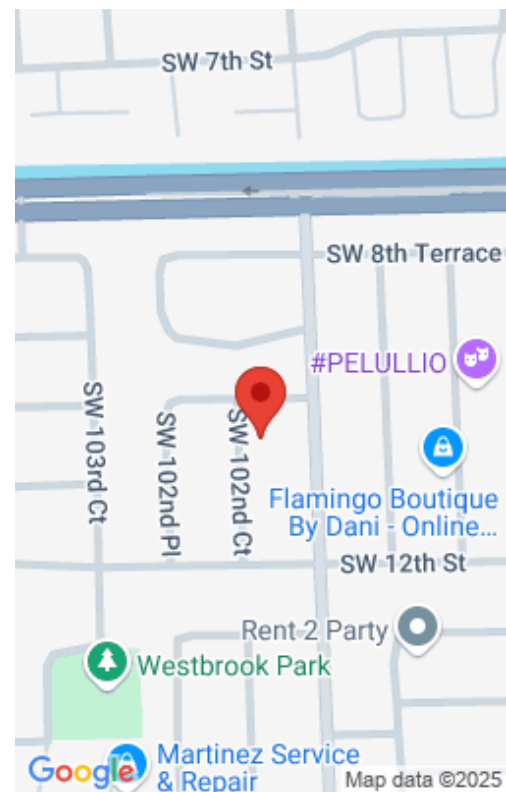 SW 7th St
SW 8th Terrace
#PELULLIO
SW 103rd Ct
SW 102nd Pl
SW 102nd Ct
Flamingo Boutique
By Dani - Online...
SW 12th St
Rent 2 Party
Westbrook Park
Martinez Service
& Repair
Google
Map data ©2025